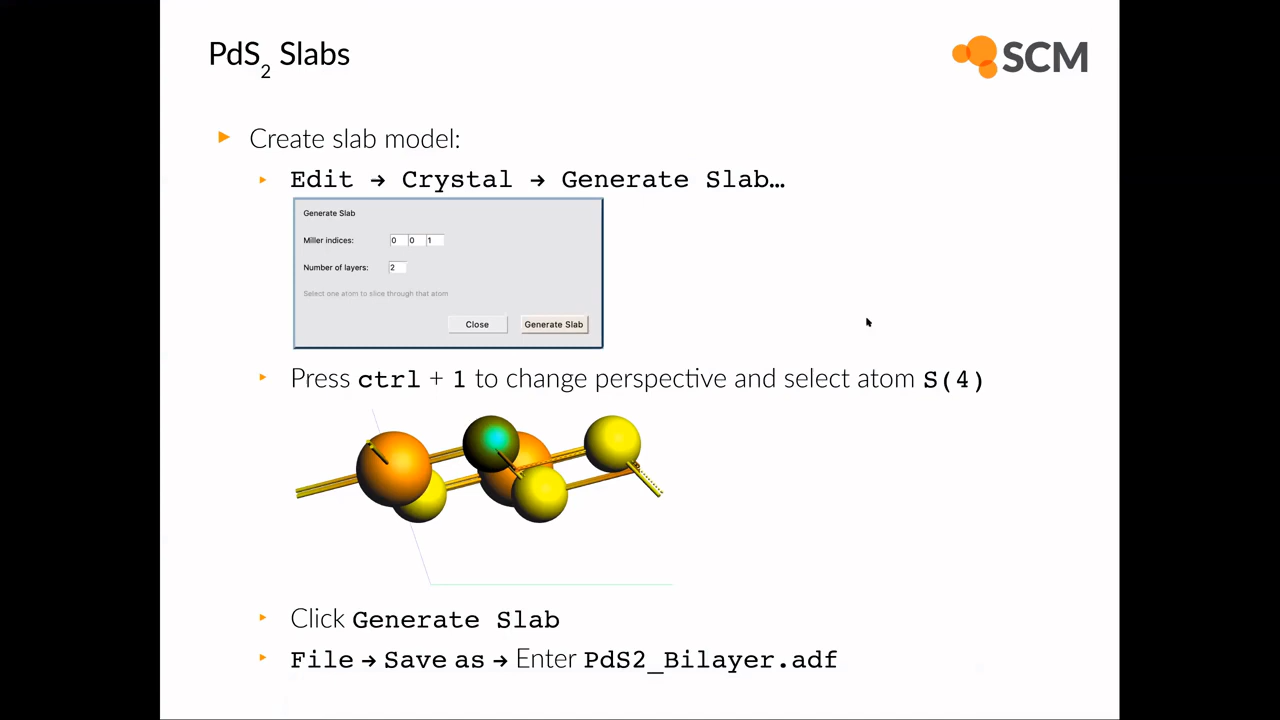 PdS2 Slabs
SCM
Create slab model:
Edit → Crystal → Generate Slab…
Generate Slab
Miller indices: 0 0 1
Number of layers: 2
Select one atom to slice through that atom
Close Generate Slab
Press ctrl + 1 to change perspective and select atom S(4)
Click Generate Slab
File → Save as → Enter PdS2_Bilayer.adf